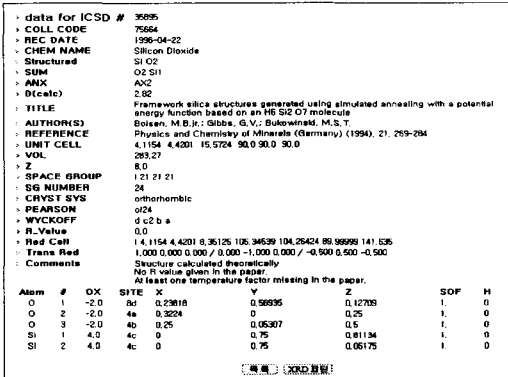 data for ICSD # 35895
COLL CODE 75664
REC DATE 1996-04-22
CHEM NAME Silicon Dioxide
Structured Si O2
SUM O2 Si1
ANX AX2
D(calc) 2.82
TITLE Framework silica structures generated using simulated annealing with a potential
energy function based on an H6 Si2 O7 molecule
AUTHOR(S) Boisen, M.B.jr.; Gibbs, G.V.; Bukowinski, M.S.T.
REFERENCE Physics and Chemistry of Minerals (Germany) (1994), 21, 269-284
UNIT CELL 4.1154 4.4201 15.5724 90.0 90.0 90.0
VOL 283.27
Z 8.0
SPACE GROUP I 21 21 21
SG NUMBER 24
CRYST SYS orthorhombic
PEARSON oI24
WYCKOFF d c2 b a
R_Value 0.0
Red Cell I 4.1154 4.4201 8.35125 105.34639 104.26424 89.99999 141.635
Trans Red 1.000 0.000 0.000 / 0.000 -1.000 0.000 / -0.500 0.500 -0.500
Comments Structure calculated theoretically
No R value given in the paper.
At least one temperature factor missing in the paper.
Atom # OX SITE X Y Z SOF H
O 1 -2.0 8d 0.23618 0.56935 0.12709 1. 0
O 2 -2.0 4a 0.3224 0 0.25 1. 0
O 3 -2.0 4b 0.25 0.05307 0.5 1. 0
Si 1 4.0 4c 0 0.75 0.81134 1. 0
Si 2 4.0 4c 0 0.75 0.06175 1. 0
XRD